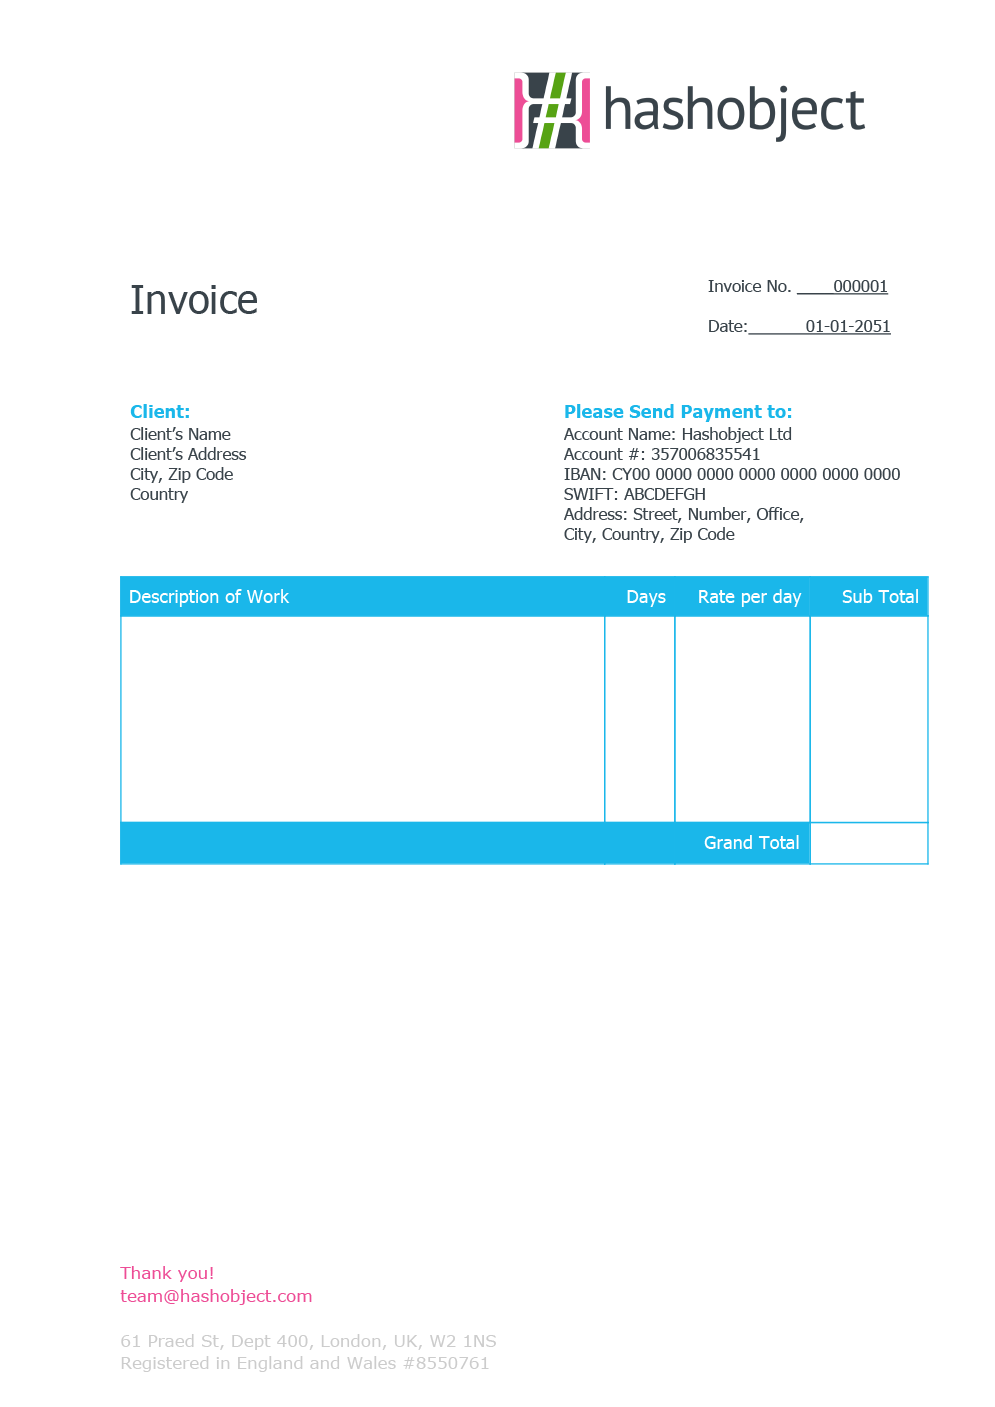 hashobject
Invoice
Invoice No. ____000001
Date:______01-01-2051
Client:
Client’s Name
Client’s Address
City, Zip Code
Country
Please Send Payment to:
Account Name: Hashobject Ltd
Account #: 357006835541
IBAN: CY00 0000 0000 0000 0000 0000 0000
SWIFT: ABCDEFGH
Address: Street, Number, Office,
City, Country, Zip Code
Description of Work Days Rate per day Sub Total
Grand Total
Thank you!
team@hashobject.com
61 Praed St, Dept 400, London, UK, W2 1NS
Registered in England and Wales #8550761